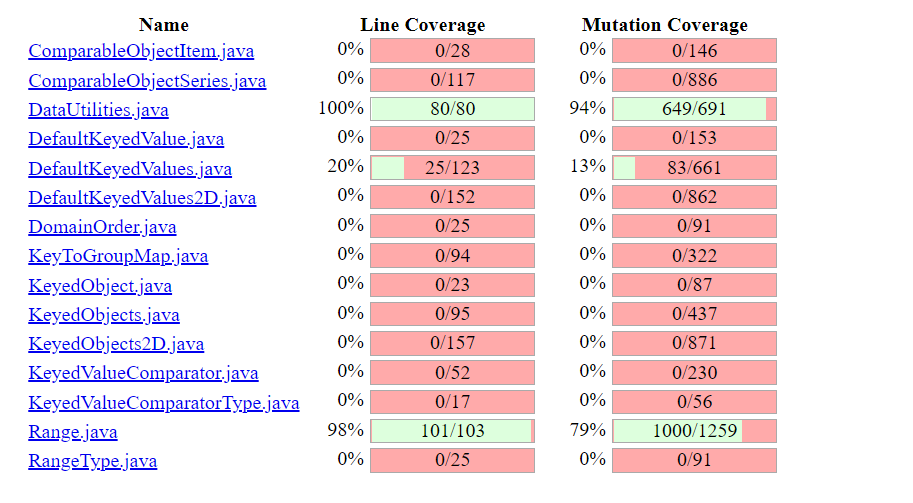 Name Line Coverage Mutation Coverage
ComparableObjectItem.java 0% 0/28 0% 0/146
ComparableObjectSeries.java 0% 0/117 0% 0/886
DataUtilities.java 100% 80/80 94% 649/691
DefaultKeyedValue.java 0% 0/25 0% 0/153
DefaultKeyedValues.java 20% 25/123 13% 83/661
DefaultKeyedValues2D.java 0% 0/152 0% 0/862
DomainOrder.java 0% 0/25 0% 0/91
KeyToGroupMap.java 0% 0/94 0% 0/322
KeyedObject.java 0% 0/23 0% 0/87
KeyedObjects.java 0% 0/95 0% 0/437
KeyedObjects2D.java 0% 0/157 0% 0/871
KeyedValueComparator.java 0% 0/52 0% 0/230
KeyedValueComparatorType.java 0% 0/17 0% 0/56
Range.java 98% 101/103 79% 1000/1259
RangeType.java 0% 0/25 0% 0/91